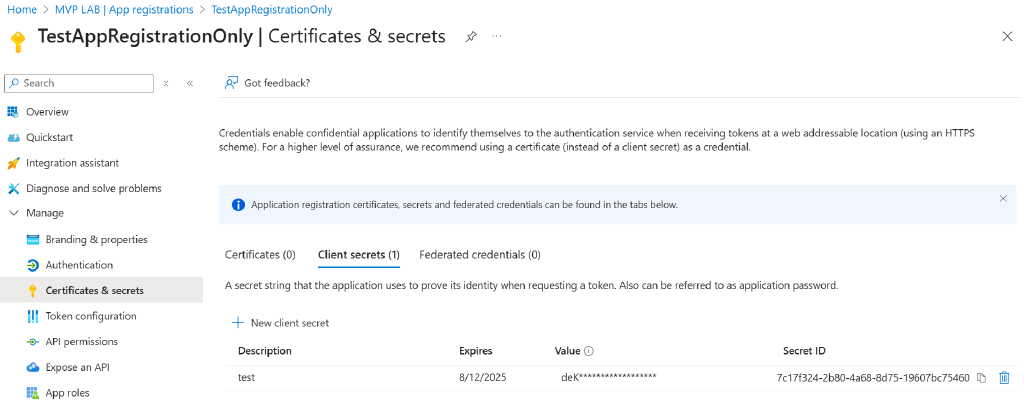 Home > MVP LAB | App registrations > TestAppRegistrationOnly
TestAppRegistrationOnly | Certificates & secrets
Search
Got feedback?
Overview
Quickstart
Integration assistant
Diagnose and solve problems
Manage
Branding & properties
Authentication
Certificates & secrets
Token configuration
API permissions
Expose an API
App roles
Credentials enable confidential applications to identify themselves to the authentication service when receiving tokens at a web addressable location (using an HTTPS
scheme). For a higher level of assurance, we recommend using a certificate (instead of a client secret) as a credential.
Application registration certificates, secrets and federated credentials can be found in the tabs below.
Certificates (0) Client secrets (1) Federated credentials (0)
A secret string that the application uses to prove its identity when requesting a token. Also can be referred to as application password.
New client secret
Description Expires Value Secret ID
test 8/12/2025 deK****************** 7c17f324-2b80-4a68-8d75-19607bc75460